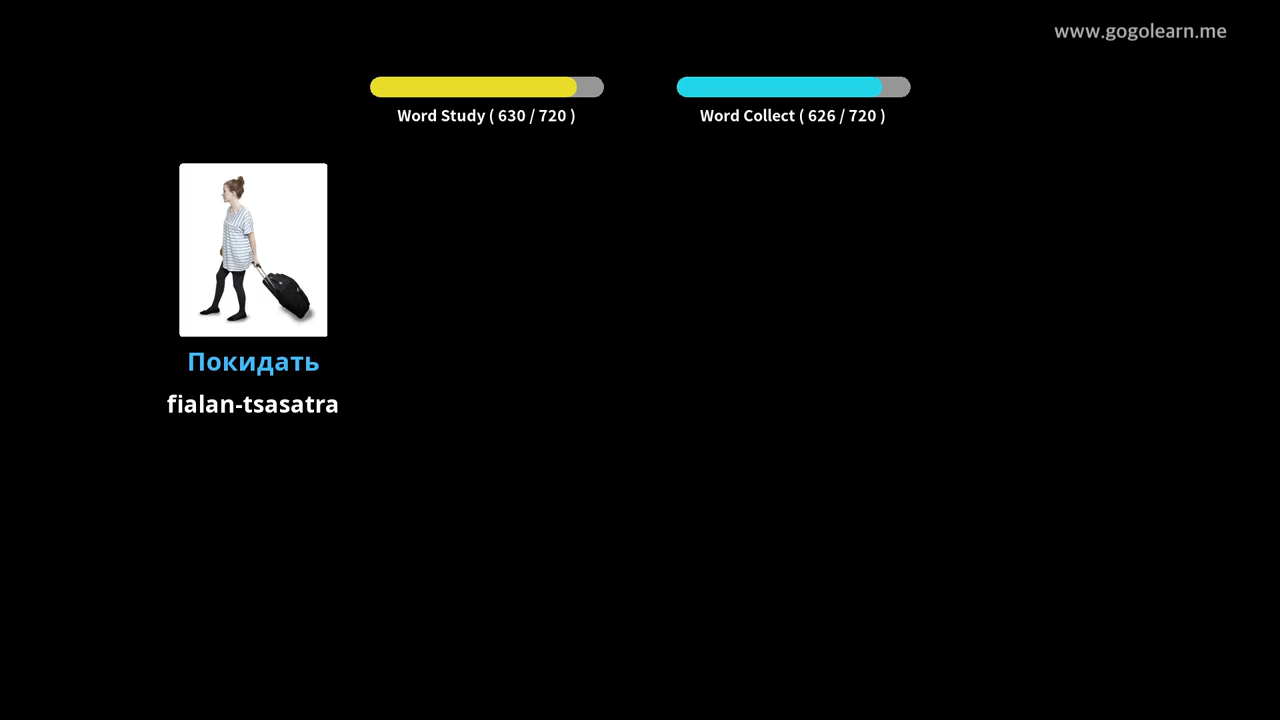 www.gogolearn.me
Word Study ( 630 / 720 )
Word Collect ( 626 / 720 )
Покидать
fialan-tsasatra